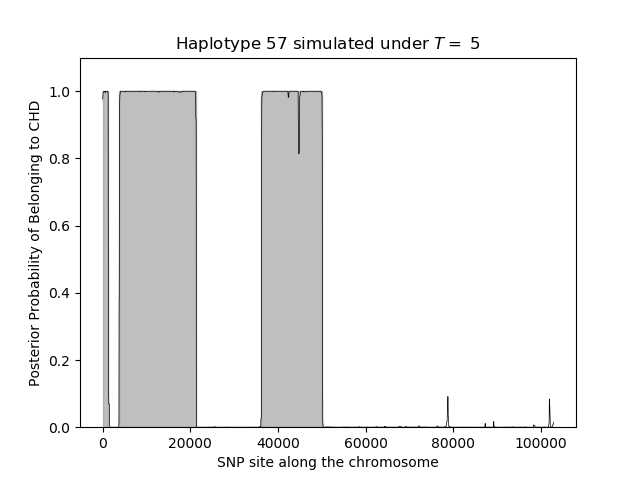 Haplotype 57 simulated under T = 5
Posterior Probability of Belonging to CHD
1.0
0.8
0.6
0.4
0.2
0.0
0 20000 40000 60000 80000 100000
SNP site along the chromosome